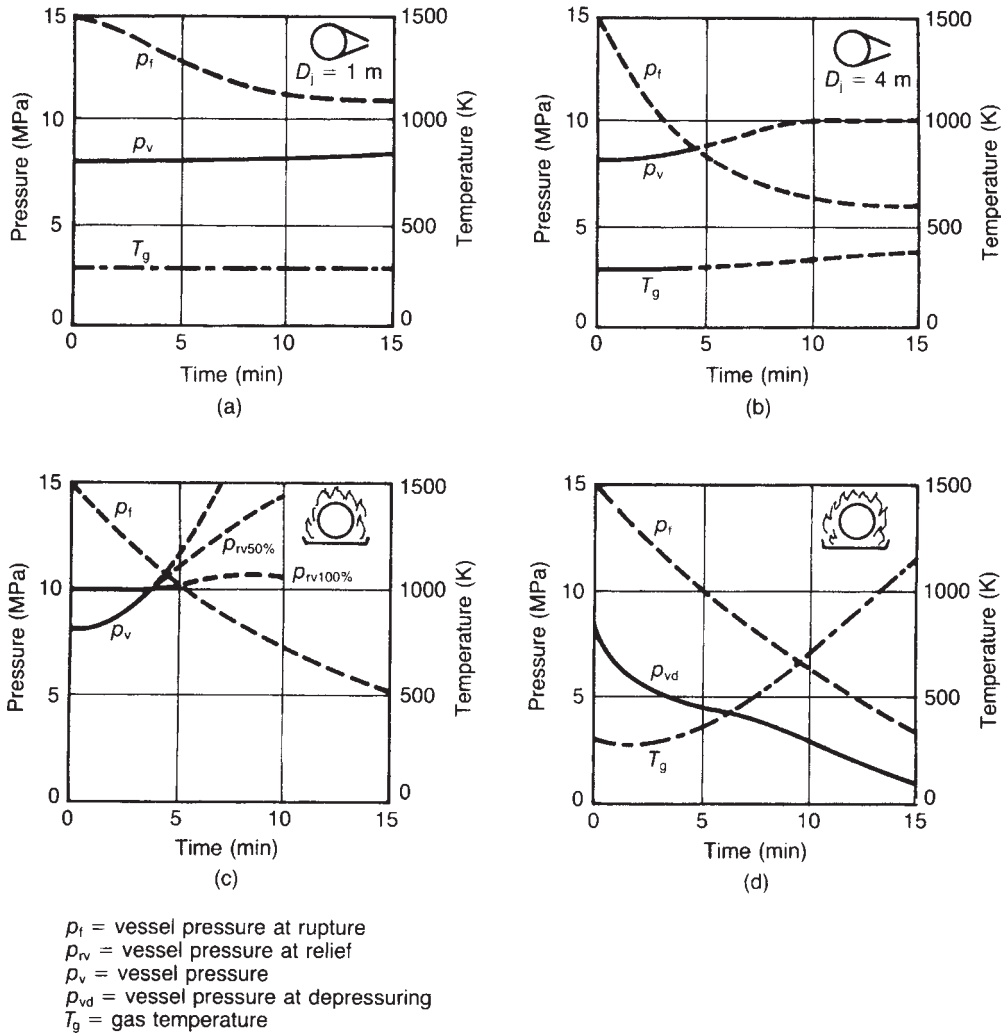 15
10
5
0
Pressure (MPa)
p_f
p_v
T_g
D_j = 1 m
1500
1000
500
0
Temperature (K)
0 5 10 15
Time (min)
(a)
15
10
5
0
Pressure (MPa)
p_f
p_v
T_g
D_j = 4 m
1500
1000
500
0
Temperature (K)
0 5 10 15
Time (min)
(b)
15
10
5
0
Pressure (MPa)
p_f
p_rv50%
p_rv100%
p_v
1500
1000
500
0
Temperature (K)
0 5 10 15
Time (min)
(c)
15
10
5
0
Pressure (MPa)
p_f
p_vd
T_g
1500
1000
500
0
Temperature (K)
0 5 10 15
Time (min)
(d)
p_f = vessel pressure at rupture
p_rv = vessel pressure at relief
p_v = vessel pressure
p_vd = vessel pressure at depressuring
T_g = gas temperature